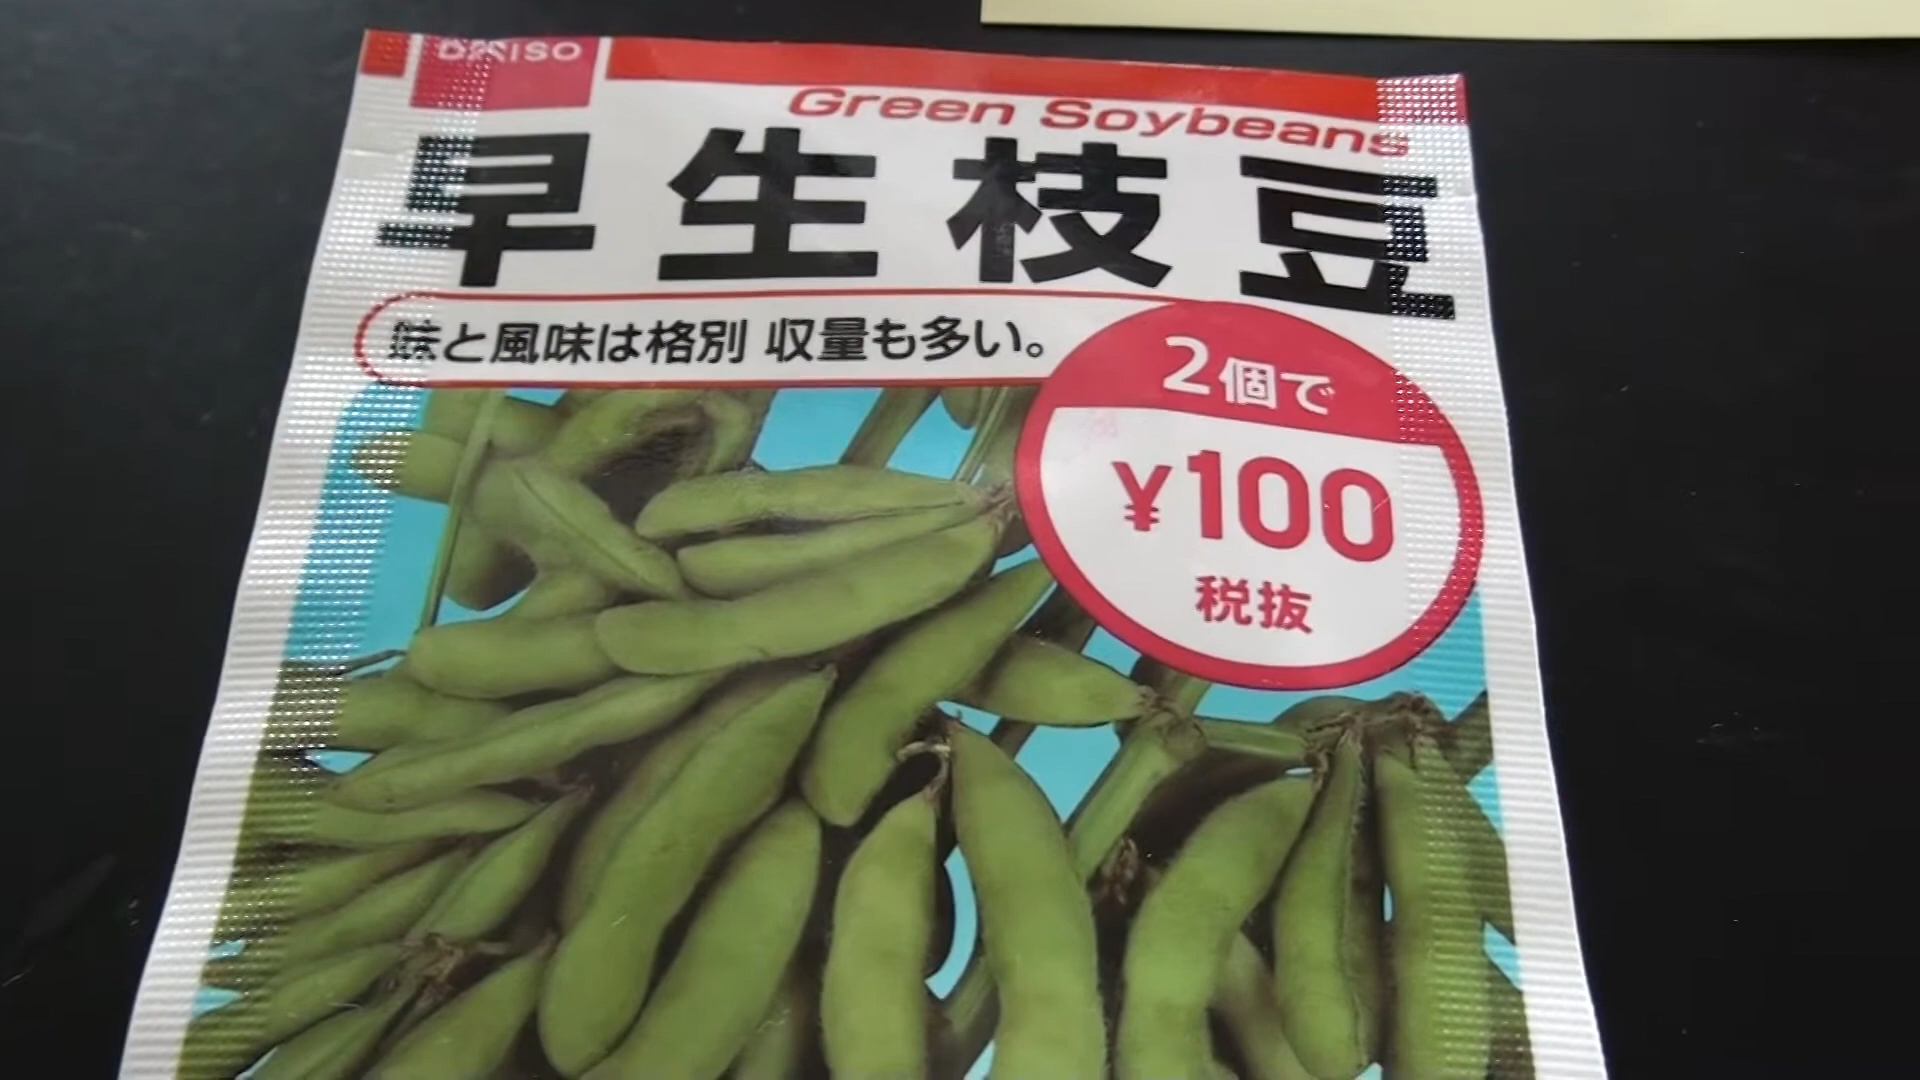 DAISO
Green Soybeans
早生枝豆
味と風味は格別 収量も多い。
2個で
¥100
税抜